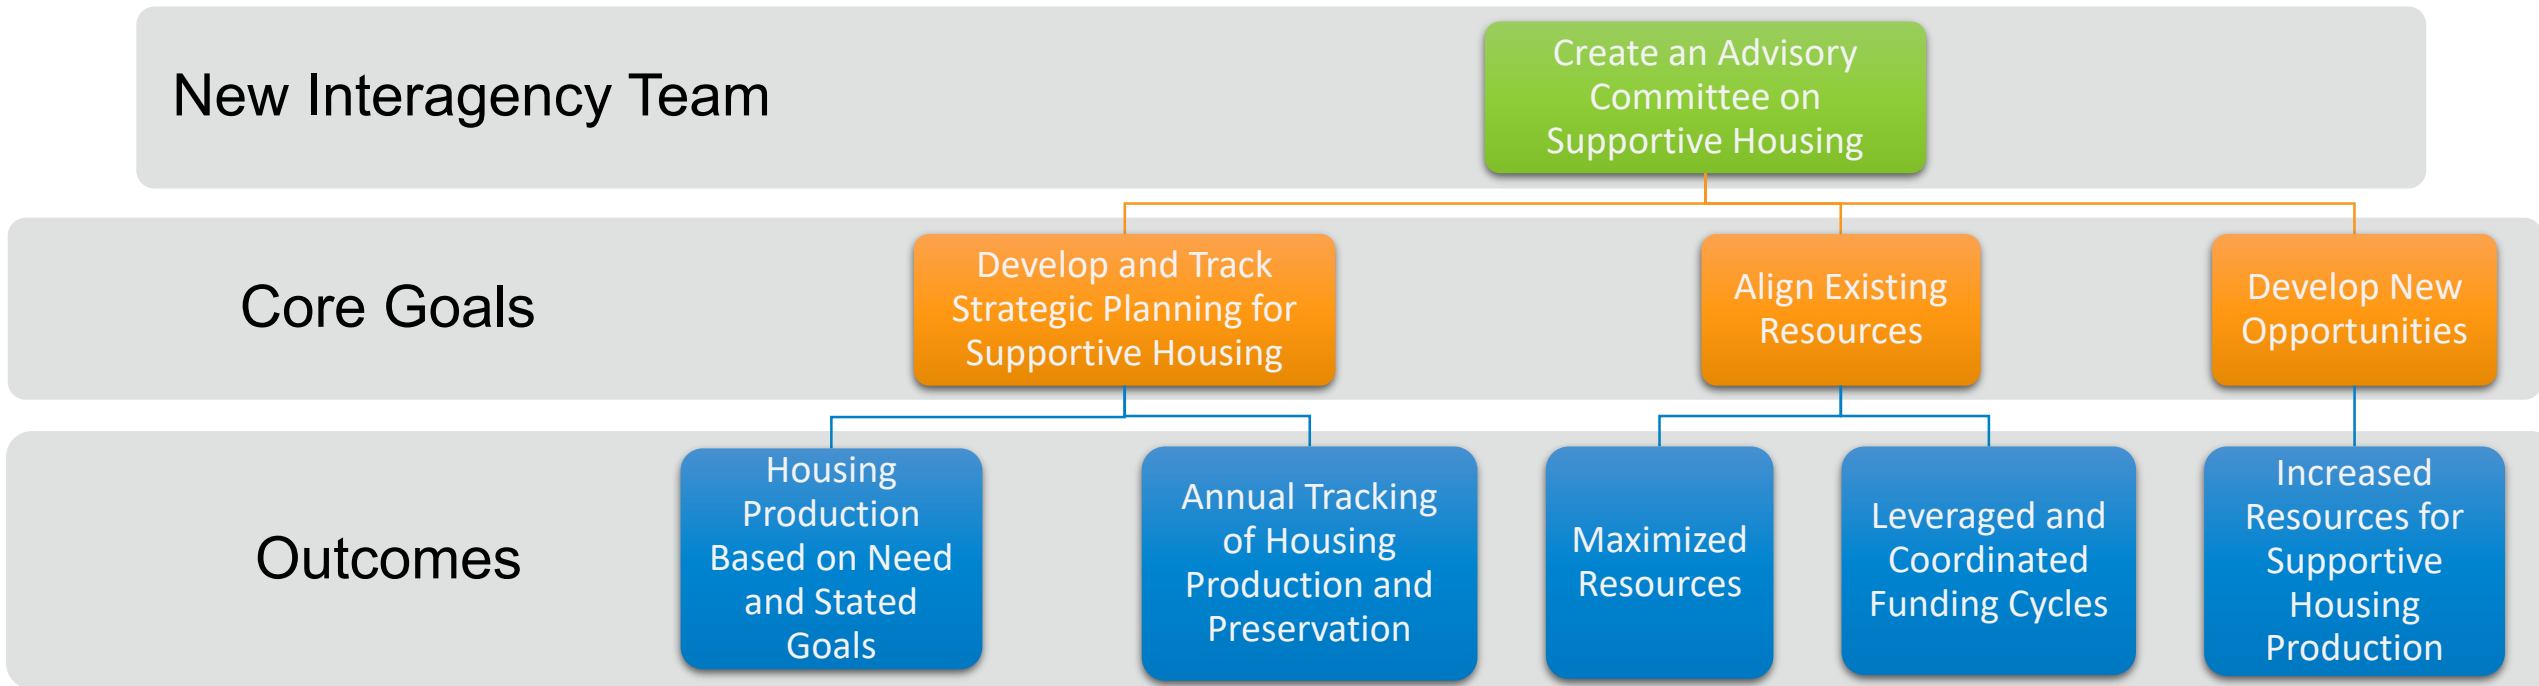 New Interagency Team
Create an Advisory
Committee on
Supportive Housing
Core Goals
Develop and Track
Strategic Planning for
Supportive Housing
Align Existing
Resources
Develop New
Opportunities
Outcomes
Housing
Production
Based on Need
and Stated
Goals
Annual Tracking
of Housing
Production and
Preservation
Maximized
Resources
Leveraged and
Coordinated
Funding Cycles
Increased
Resources for
Supportive
Housing
Production